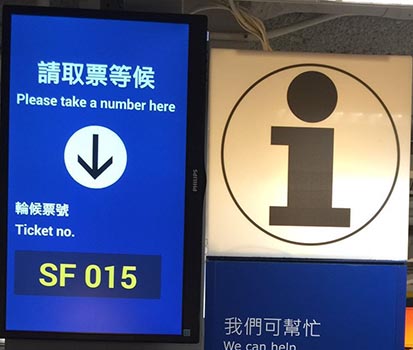 請取票等候
Please take a number here
輪候票號
Ticket no.
SF 015
PHILIPS
i
我們可幫忙
We can help